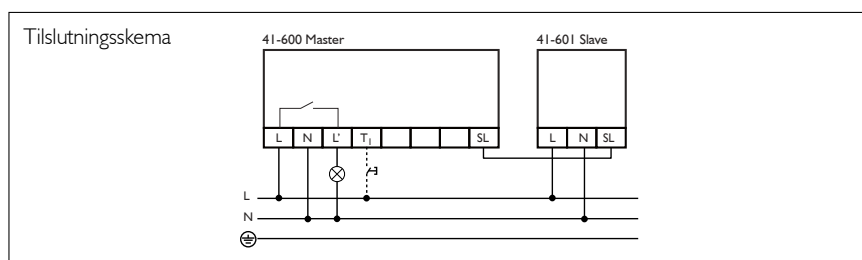 Tilslutningsskema
41-600 Master
41-601 Slave
L N L' T1 SL
L N SL
L
N